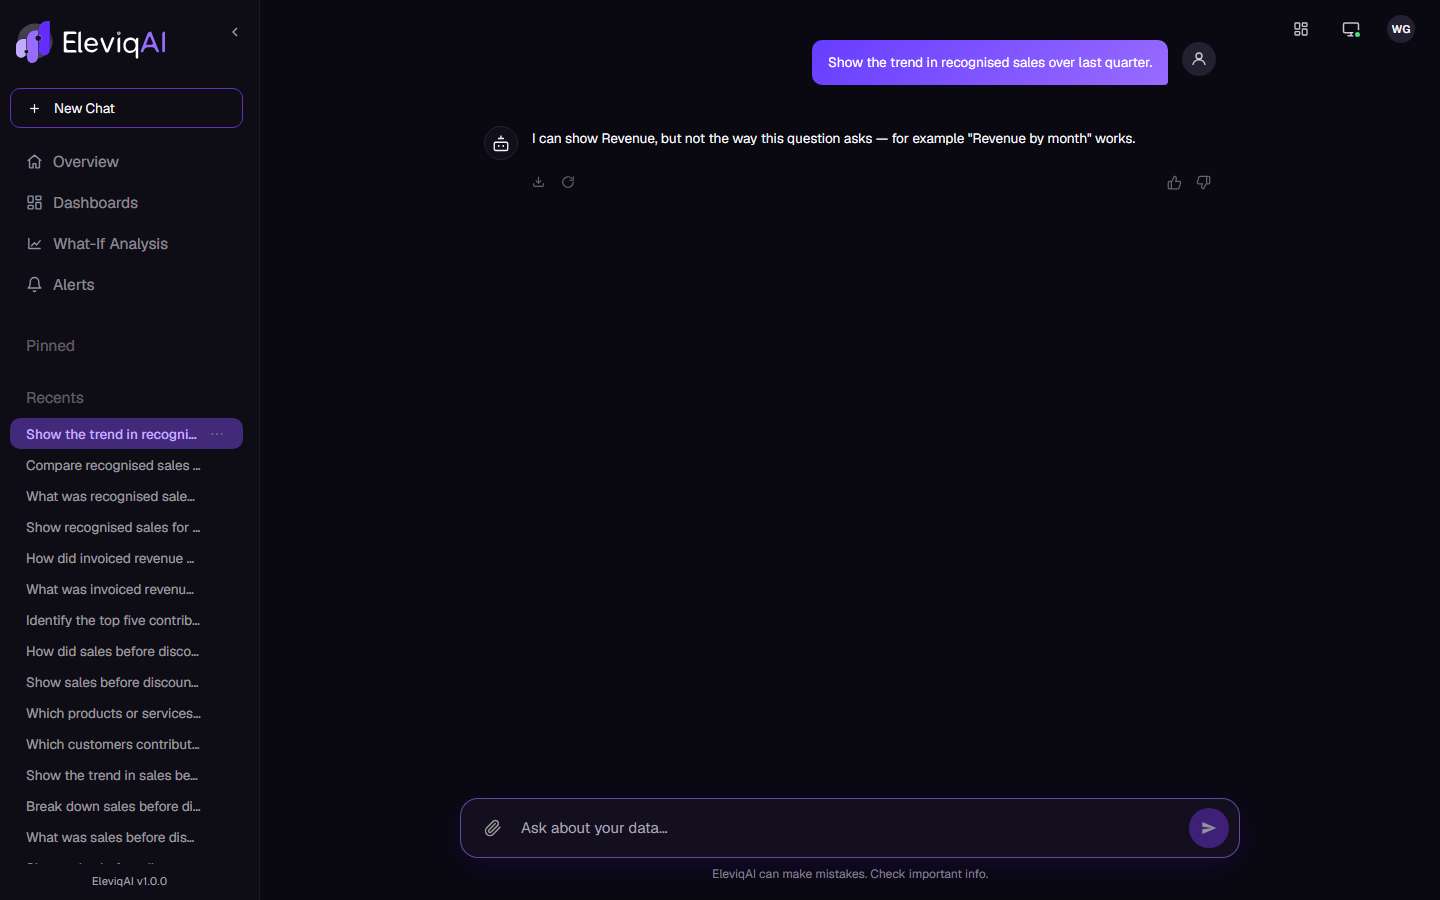 EleviqAI
WG
New Chat
Overview
Dashboards
What-If Analysis
Alerts
Pinned
Recents
Show the trend in recogni...
Compare recognised sales ...
What was recognised sale...
Show recognised sales for ...
How did invoiced revenue ...
What was invoiced revenu...
Identify the top five contrib...
How did sales before disco...
Show sales before discoun...
Which products or services...
Which customers contribut...
Show the trend in sales be...
Break down sales before di...
What was sales before dis...
EleviqAI v1.0.0
Show the trend in recognised sales over last quarter.
I can show Revenue, but not the way this question asks — for example "Revenue by month" works.
Ask about your data...
EleviqAI can make mistakes. Check important info.